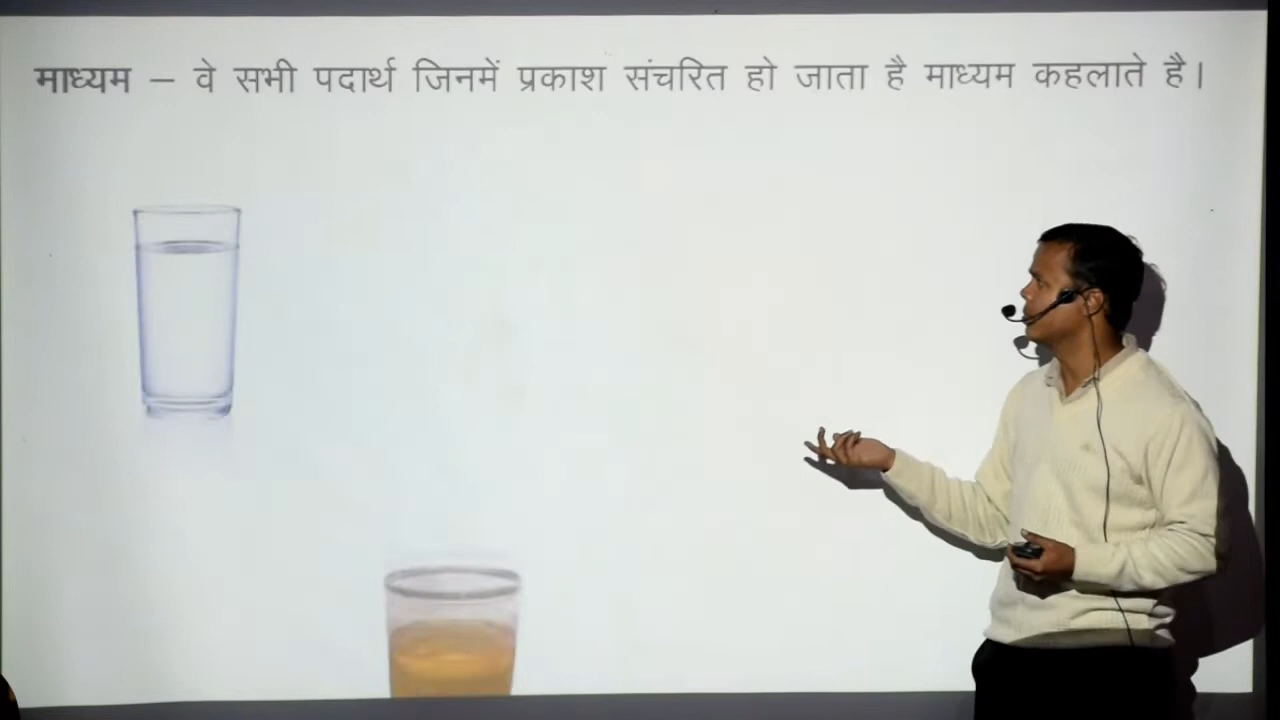 माध्यम – वे सभी पदार्थ जिनमें प्रकाश संचरित हो जाता है माध्यम कहलाते है।